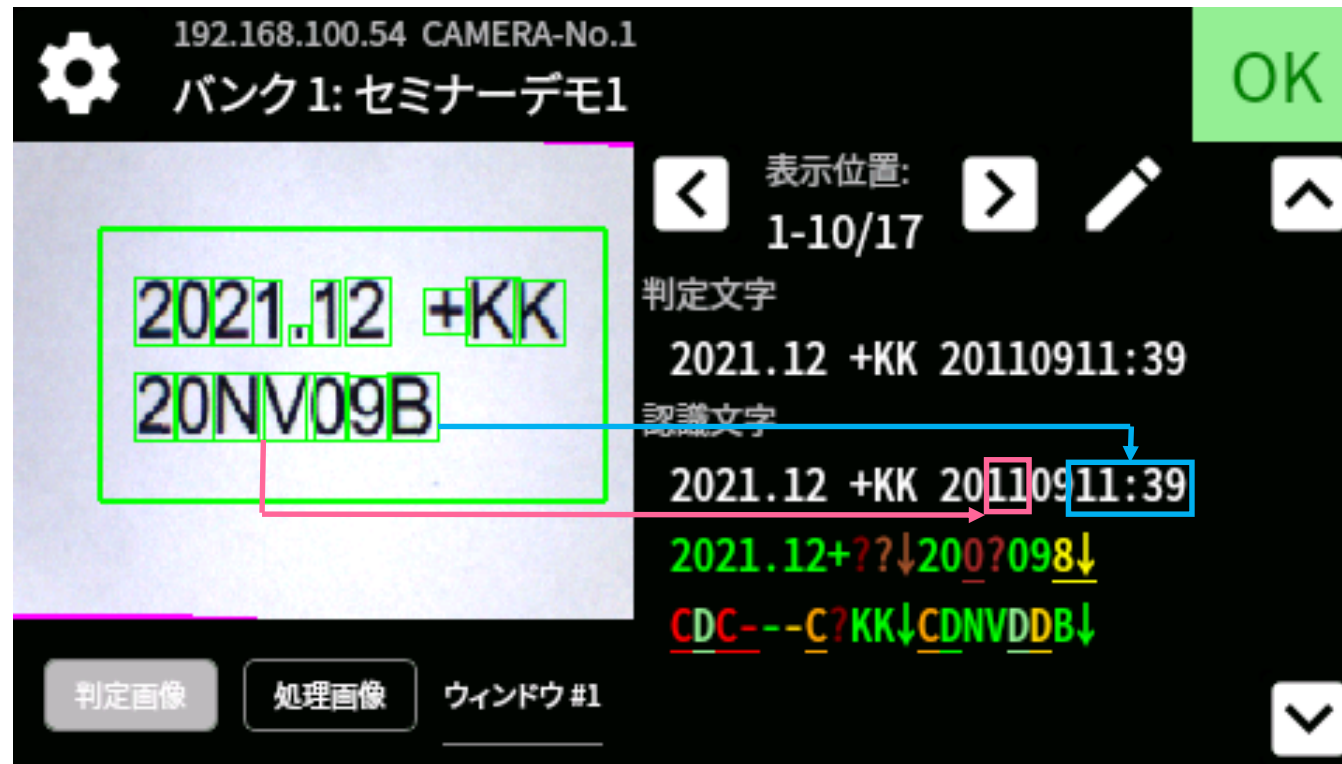 192.168.100.54 CAMERA-No.1
バンク 1: セミナーデモ1
OK
2021.12 +KK
20NV09B
表示位置:
1-10/17
判定文字
2021.12 +KK 20110911:39
認識文字
2021.12 +KK 20110911:39
2021.12+??↓200?098↓
CDC---C?KK↓CDNVDDB↓
判定画像
処理画像
ウィンドウ #1